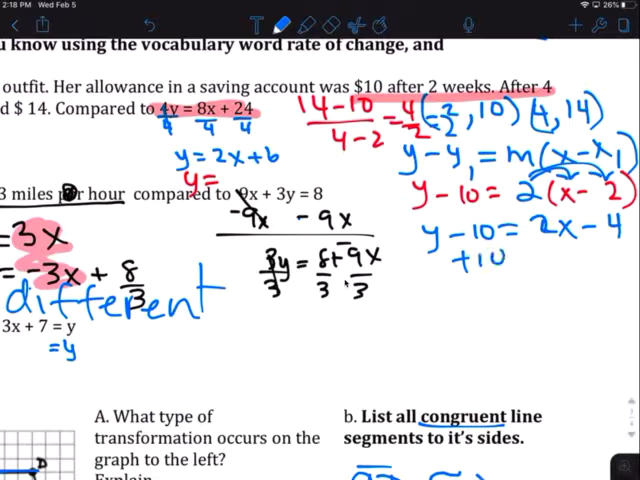 2:18 PM Wed Feb 5
26%
u know using the vocabulary word rate of change, and
outfit. Her allowance in a saving account was $10 after 2 weeks. After 4
d $ 14. Compared to 4y = 8x + 24
4 4 4
y = 2x + 6
y =
14-10 / 4-2 = 4/2
(2, 10) (4, 14)
y - y1 = m(x - x1)
y - 10 = 2(x - 2)
y - 10 = 2x - 4
+10
3 miles per hour compared to 9x + 3y = 8
-9x -9x
3y/3 = 8/3 + -9x/3
= 3x
= -3x + 8/3
different
3x + 7 = y
= y
A. What type of
transformation occurs on the
graph to the left?
Explain
b. List all congruent line
segments to it's sides.
D